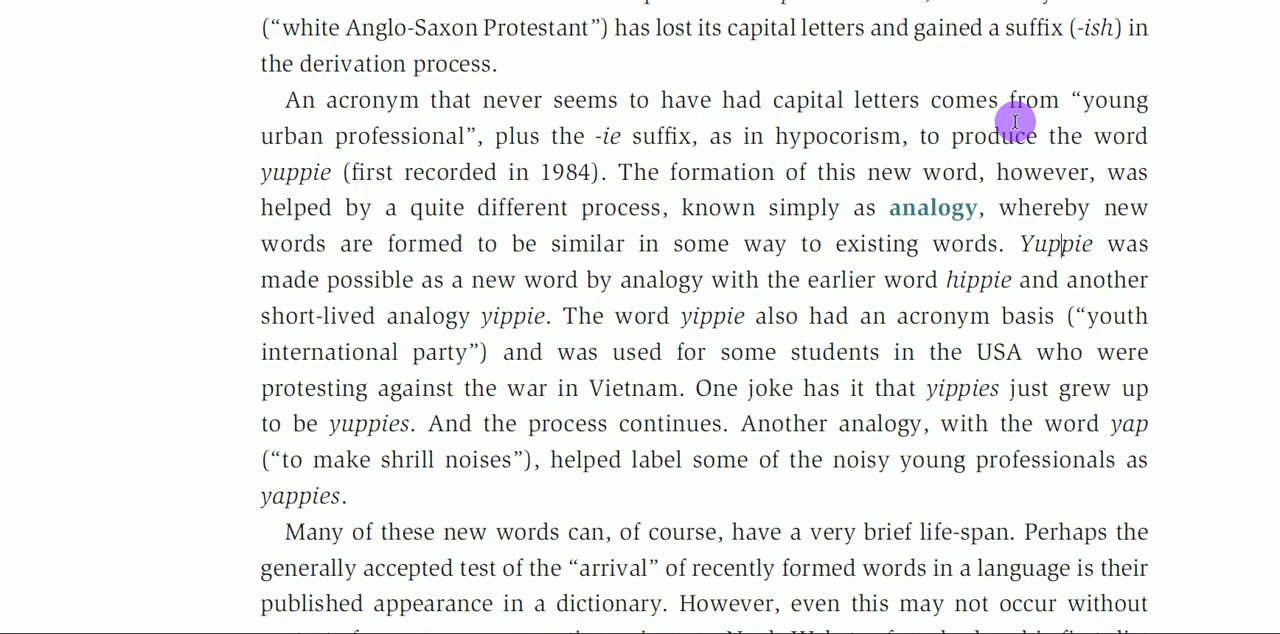 (“white Anglo-Saxon Protestant”) has lost its capital letters and gained a suffix (-ish) in
the derivation process.
An acronym that never seems to have had capital letters comes from “young
urban professional”, plus the -ie suffix, as in hypocorism, to produce the word
yuppie (first recorded in 1984). The formation of this new word, however, was
helped by a quite different process, known simply as analogy, whereby new
words are formed to be similar in some way to existing words. Yuppie was
made possible as a new word by analogy with the earlier word hippie and another
short-lived analogy yippie. The word yippie also had an acronym basis (“youth
international party”) and was used for some students in the USA who were
protesting against the war in Vietnam. One joke has it that yippies just grew up
to be yuppies. And the process continues. Another analogy, with the word yap
(“to make shrill noises”), helped label some of the noisy young professionals as
yappies.
Many of these new words can, of course, have a very brief life-span. Perhaps the
generally accepted test of the “arrival” of recently formed words in a language is their
published appearance in a dictionary. However, even this may not occur without